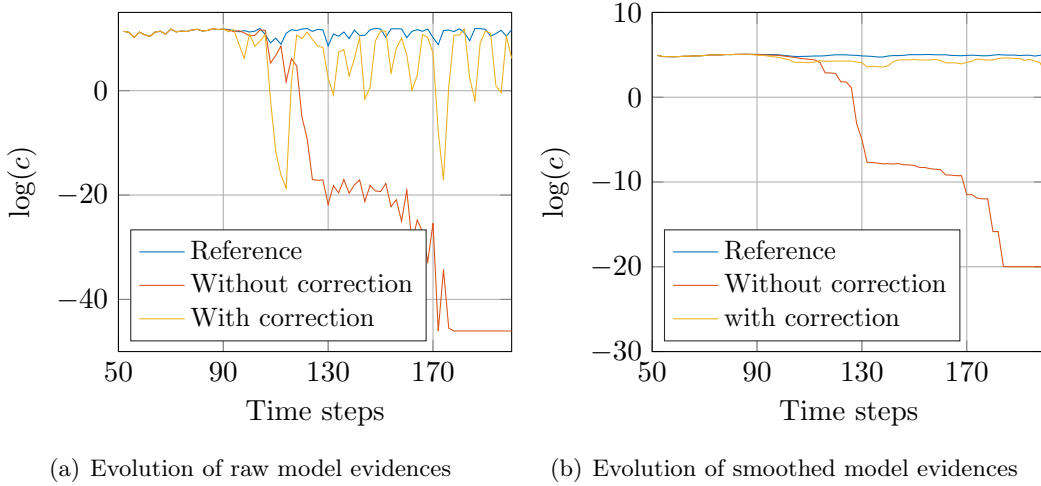 0
−20
−40
50
90
130
170
log(c)
Time steps
Reference
Without correction
With correction
(a) Evolution of raw model evidences
10
0
−10
−20
−30
50
90
130
170
log(c)
Time steps
Reference
Without correction
with correction
(b) Evolution of smoothed model evidences